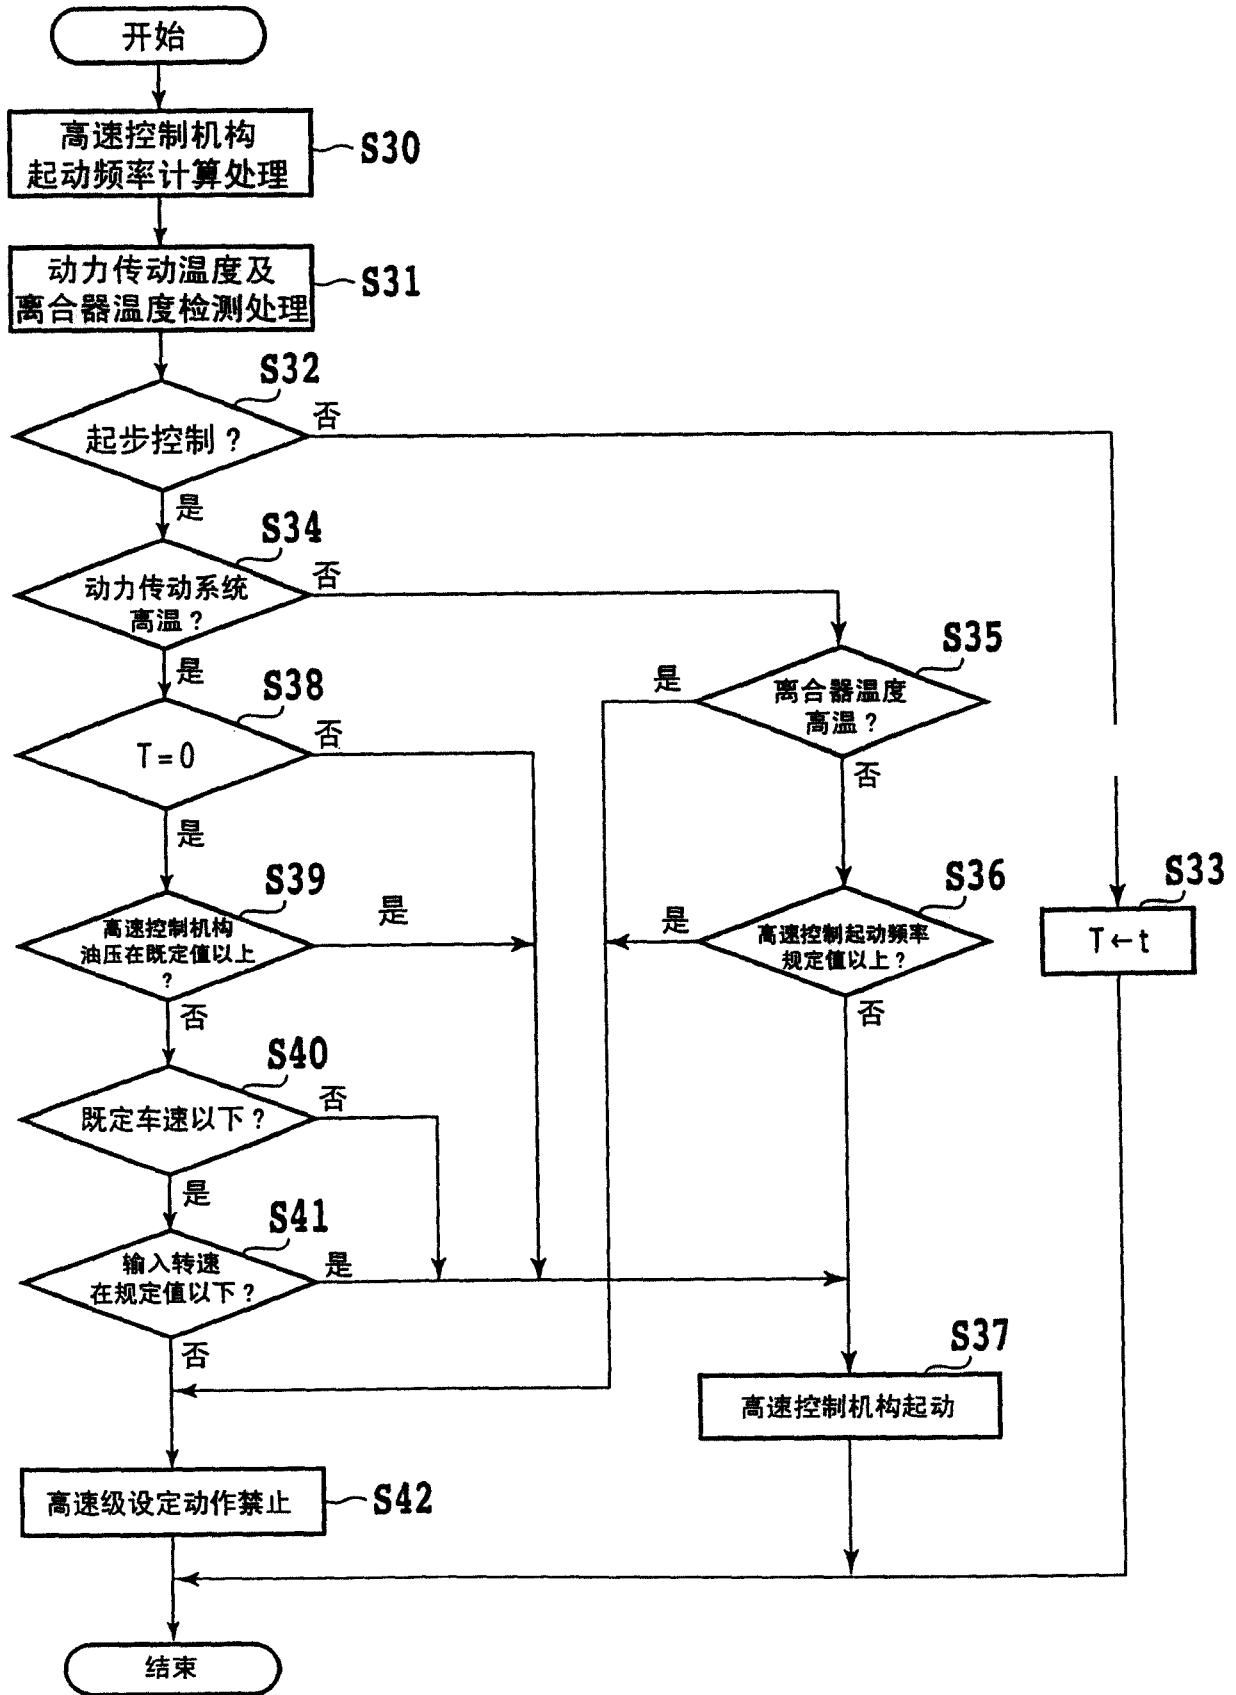 开始
高速控制机构
起动频率计算处理
S30
动力传动温度及
离合器温度检测处理
S31
S32
起步控制？
否
是
S34
动力传动系统
高温？
否
是
S35
离合器温度
高温？
是
否
S38
T=0
否
是
S36
高速控制起动频率
规定值以上？
是
否
S33
T←t
S39
高速控制机构
油压在既定值以上
？
是
否
S40
既定车速以下？
否
是
S41
输入转速
在规定值以下？
是
否
S37
高速控制机构起动
高速级设定动作禁止
S42
结束